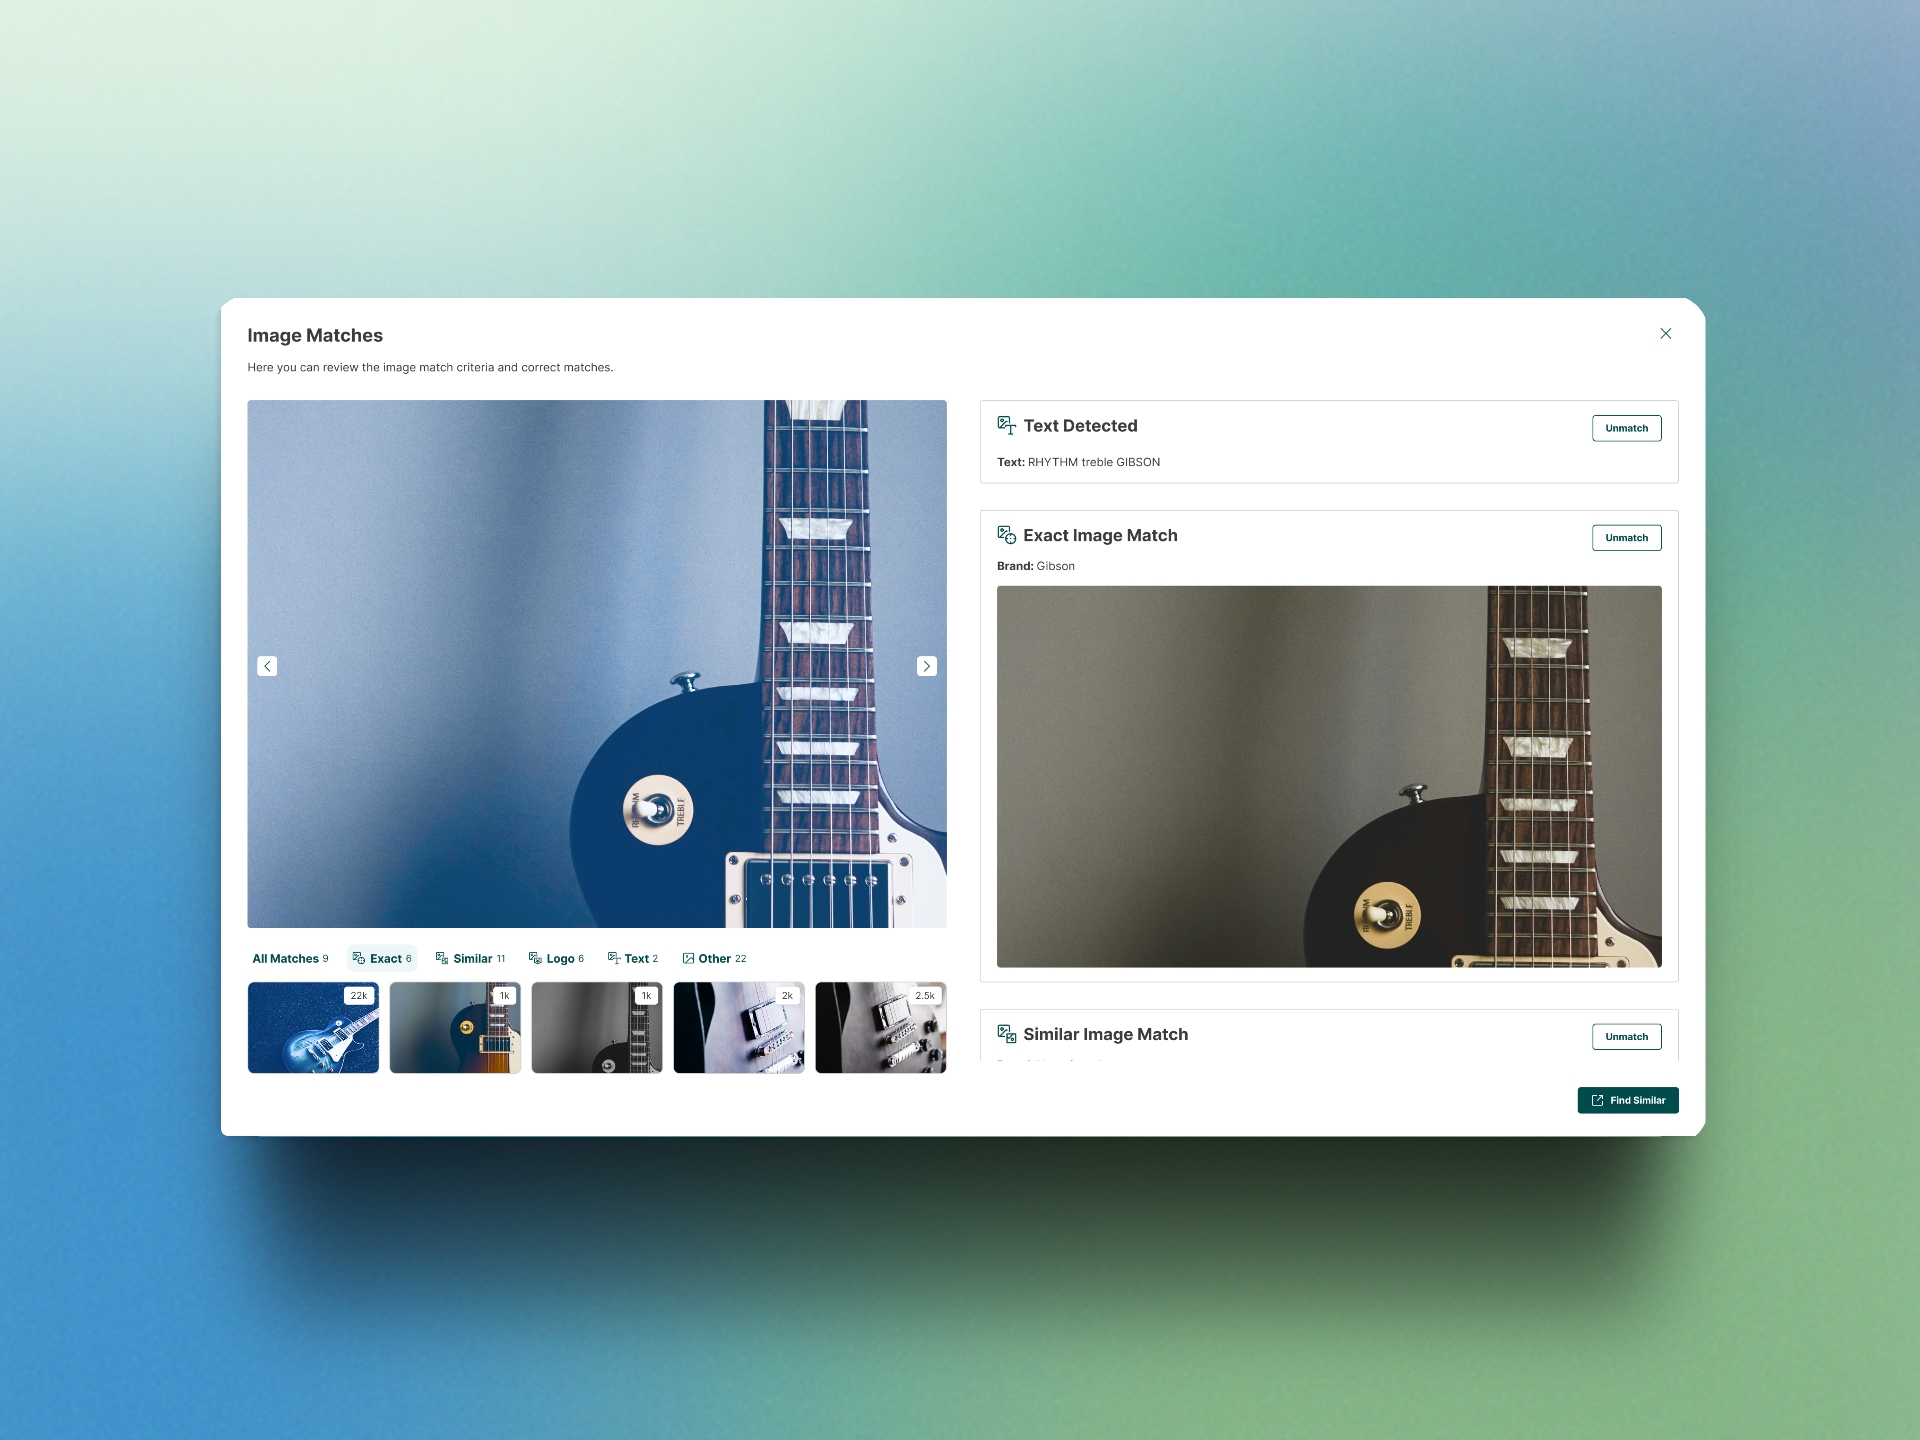 Image Matches
Here you can review the image match criteria and correct matches.
TREBLE
All Matches 9
Exact 6
Similar 11
Logo 6
Text 2
Other 22
22k
1k
1k
2k
2.5k
Text Detected
Unmatch
Text: RHYTHM treble GIBSON
Exact Image Match
Unmatch
Brand: Gibson
TREBLE
Similar Image Match
Unmatch
Find Similar